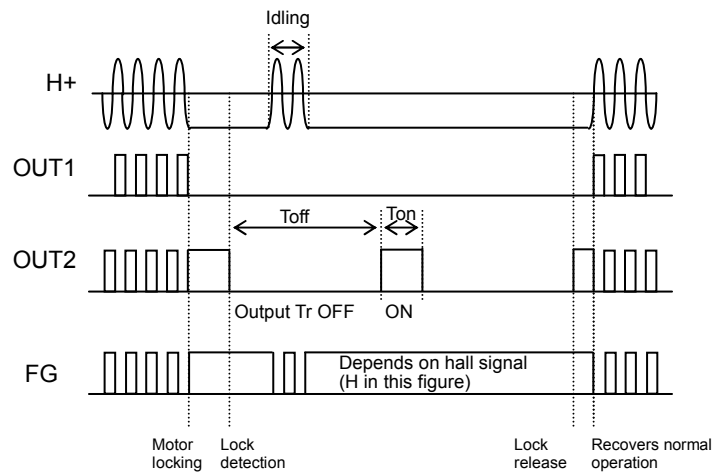 Idling
H+
OUT1
Toff
Ton
OUT2
Output Tr OFF
ON
FG
Depends on hall signal
(H in this figure)
Motor
locking
Lock
detection
Lock
release
Recovers normal
operation